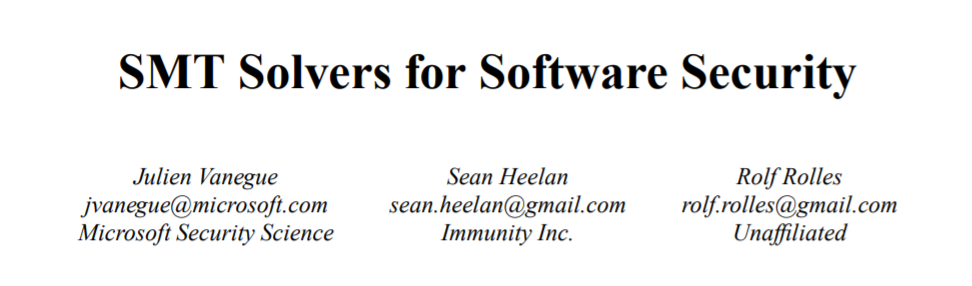 SMT Solvers for Software Security
Julien Vanegue
jvanegue@microsoft.com
Microsoft Security Science
Sean Heelan
sean.heelan@gmail.com
Immunity Inc.
Rolf Rolles
rolf.rolles@gmail.com
Unaffiliated